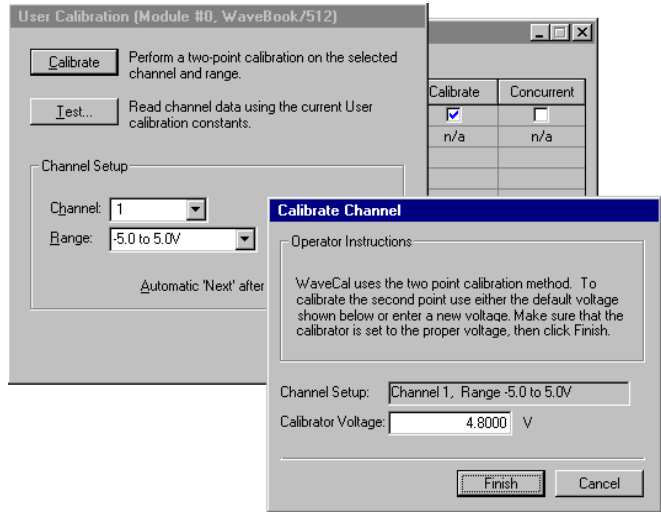 User Calibration (Module #0, WaveBook/512)
Calibrate
Perform a two-point calibration on the selected
channel and range.
Test...
Read channel data using the current User
calibration constants.
Calibrate Concurrent
n/a n/a
Channel Setup
Channel: 1
Range: -5.0 to 5.0V
Automatic 'Next' after
Calibrate Channel
Operator Instructions
WaveCal uses the two point calibration method. To
calibrate the second point use either the default voltage
shown below or enter a new voltage. Make sure that the
calibrator is set to the proper voltage, then click Finish.
Channel Setup: Channel 1, Range -5.0 to 5.0V
Calibrator Voltage: 4.8000 V
Finish Cancel